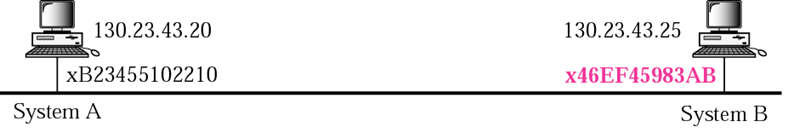 130.23.43.20
130.23.43.25
xB23455102210
x46EF45983AB
System A
System B